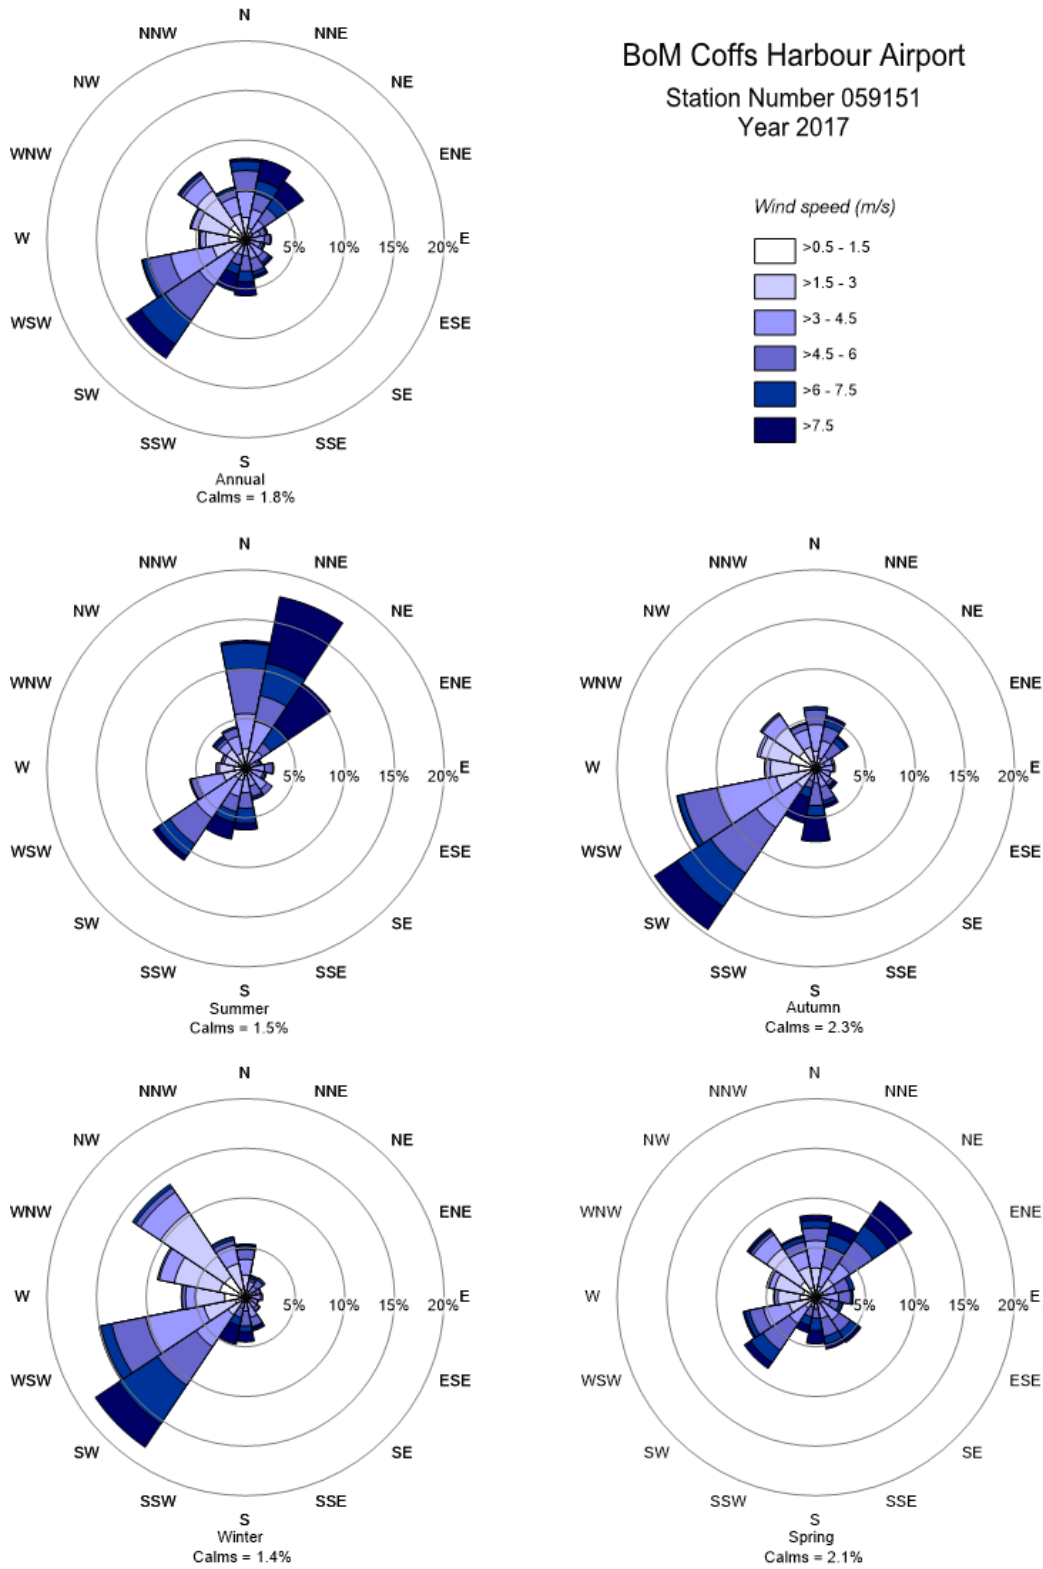 BoM Coffs Harbour Airport
Station Number 059151
Year 2017
Wind speed (m/s)
>0.5 - 1.5
>1.5 - 3
>3 - 4.5
>4.5 - 6
>6 - 7.5
>7.5
N
NNW NNE
NW NE
WNW ENE
W 5% 10% 15% 20% E
WSW ESE
SW SE
SSW SSE
S
Annual
Calms = 1.8%
N
NNW NNE
NW NE
WNW ENE
W 5% 10% 15% 20% E
WSW ESE
SW SE
SSW SSE
S
Summer
Calms = 1.5%
N
NNW NNE
NW NE
WNW ENE
W 5% 10% 15% 20% E
WSW ESE
SW SE
SSW SSE
S
Autumn
Calms = 2.3%
N
NNW NNE
NW NE
WNW ENE
W 5% 10% 15% 20% E
WSW ESE
SW SE
SSW SSE
S
Winter
Calms = 1.4%
N
NNW NNE
NW NE
WNW ENE
W 5% 10% 15% 20% E
WSW ESE
SW SE
SSW SSE
S
Spring
Calms = 2.1%